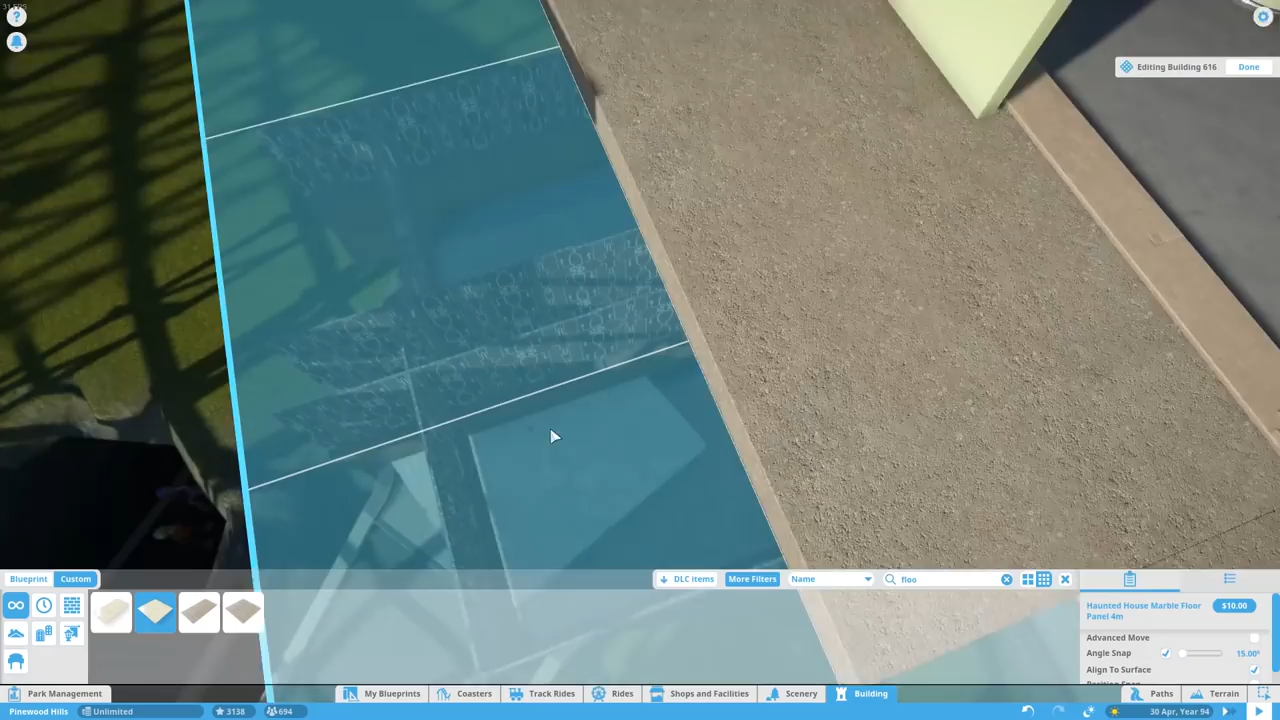 31 FPS
?
Editing Building 616 Done
Blueprint Custom
DLC items More Filters Name floo
Haunted House Marble Floor
Panel 4m
$10.00
Advanced Move
Angle Snap 15.00°
Align To Surface
Park Management My Blueprints Coasters Track Rides Rides Shops and Facilities Scenery Building Paths Terrain
Pinewood Hills Unlimited 3138 694 30 Apr, Year 94